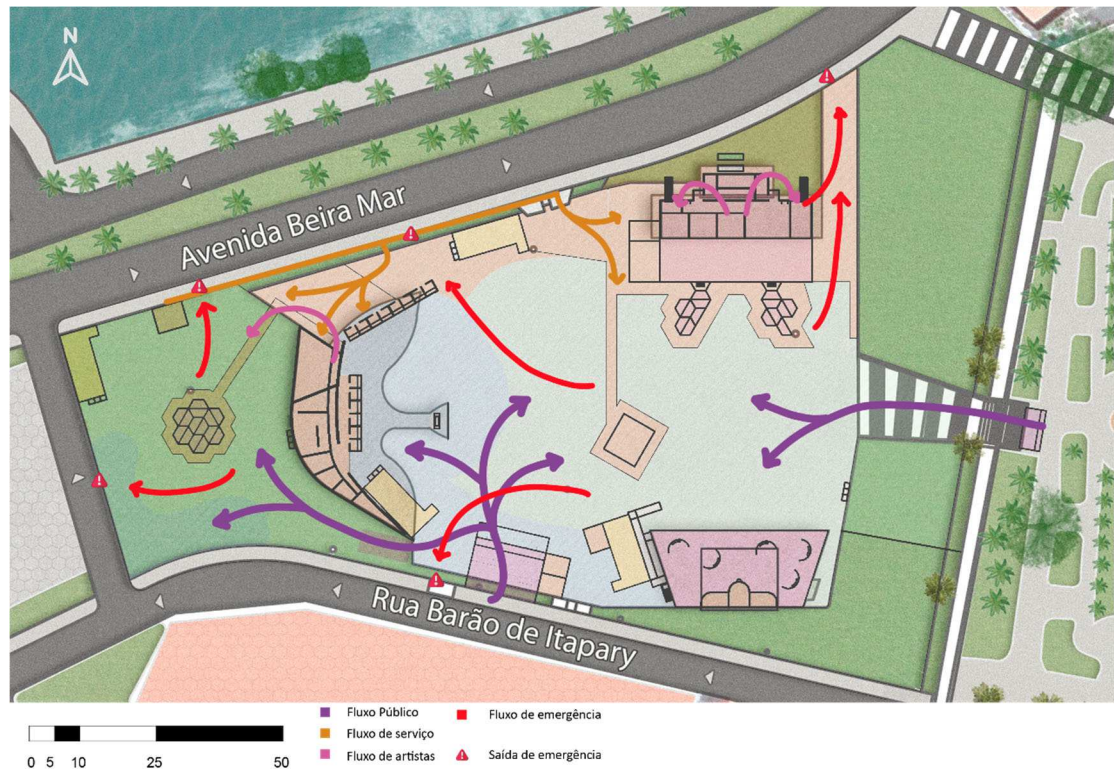 N
Avenida Beira Mar
Rua Barão de Itapary
Fluxo Público
Fluxo de serviço
Fluxo de artistas
Fluxo de emergência
Saída de emergência
0 5 10 25 50